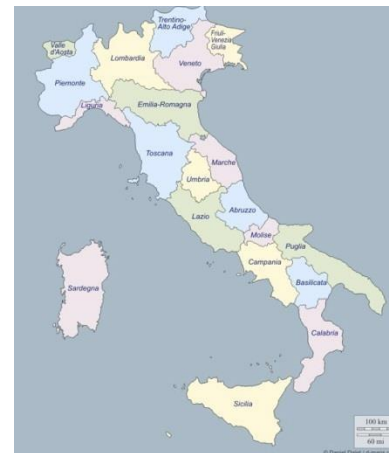 Trentino-
Alto Adige
Friuli-
Venezia
Giulia
Valle
d'Aosta
Lombardia
Veneto
Piemonte
Emilia-Romagna
Liguria
Toscana
Marche
Umbria
Lazio
Abruzzo
Molise
Puglia
Campania
Basilicata
Sardegna
Calabria
Sicilia
100 km
60 mi